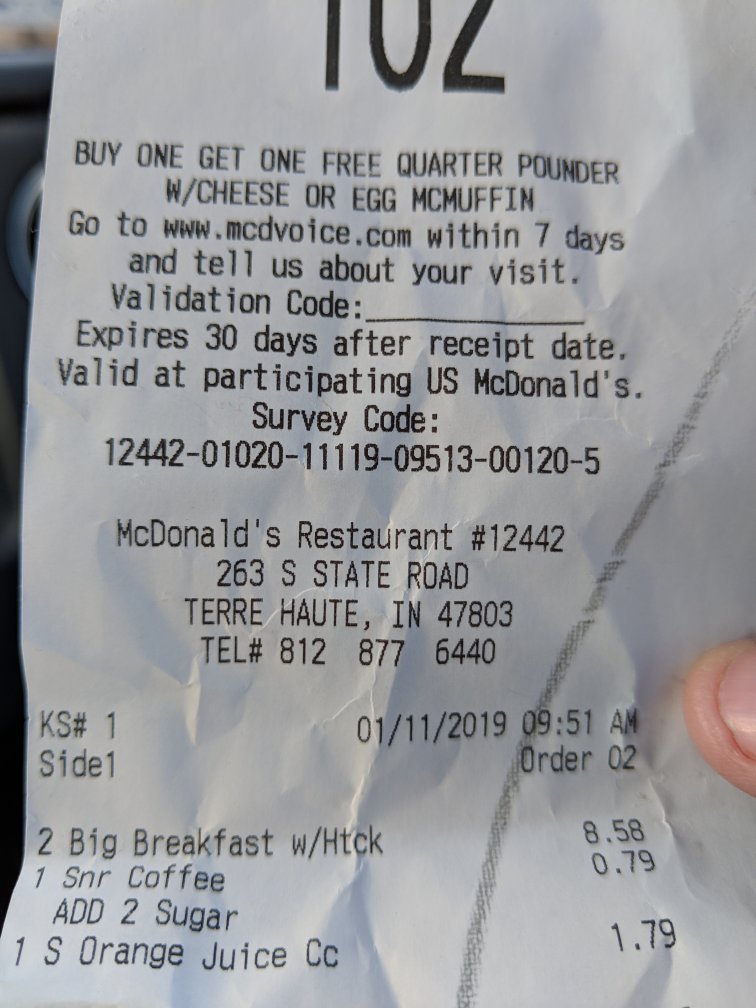 102
BUY ONE GET ONE FREE QUARTER POUNDER
W/CHEESE OR EGG MCMUFFIN
Go to www.mcdvoice.com within 7 days
and tell us about your visit.
Validation Code:______________
Expires 30 days after receipt date.
Valid at participating US McDonald's.
Survey Code:
12442-01020-11119-09513-00120-5
McDonald's Restaurant #12442
263 S STATE ROAD
TERRE HAUTE, IN 47803
TEL# 812 877 6440
KS# 1 01/11/2019 09:51 AM
Side1 Order 02
2 Big Breakfast w/Htck 8.58
1 Snr Coffee 0.79
ADD 2 Sugar
1 S Orange Juice Cc 1.79